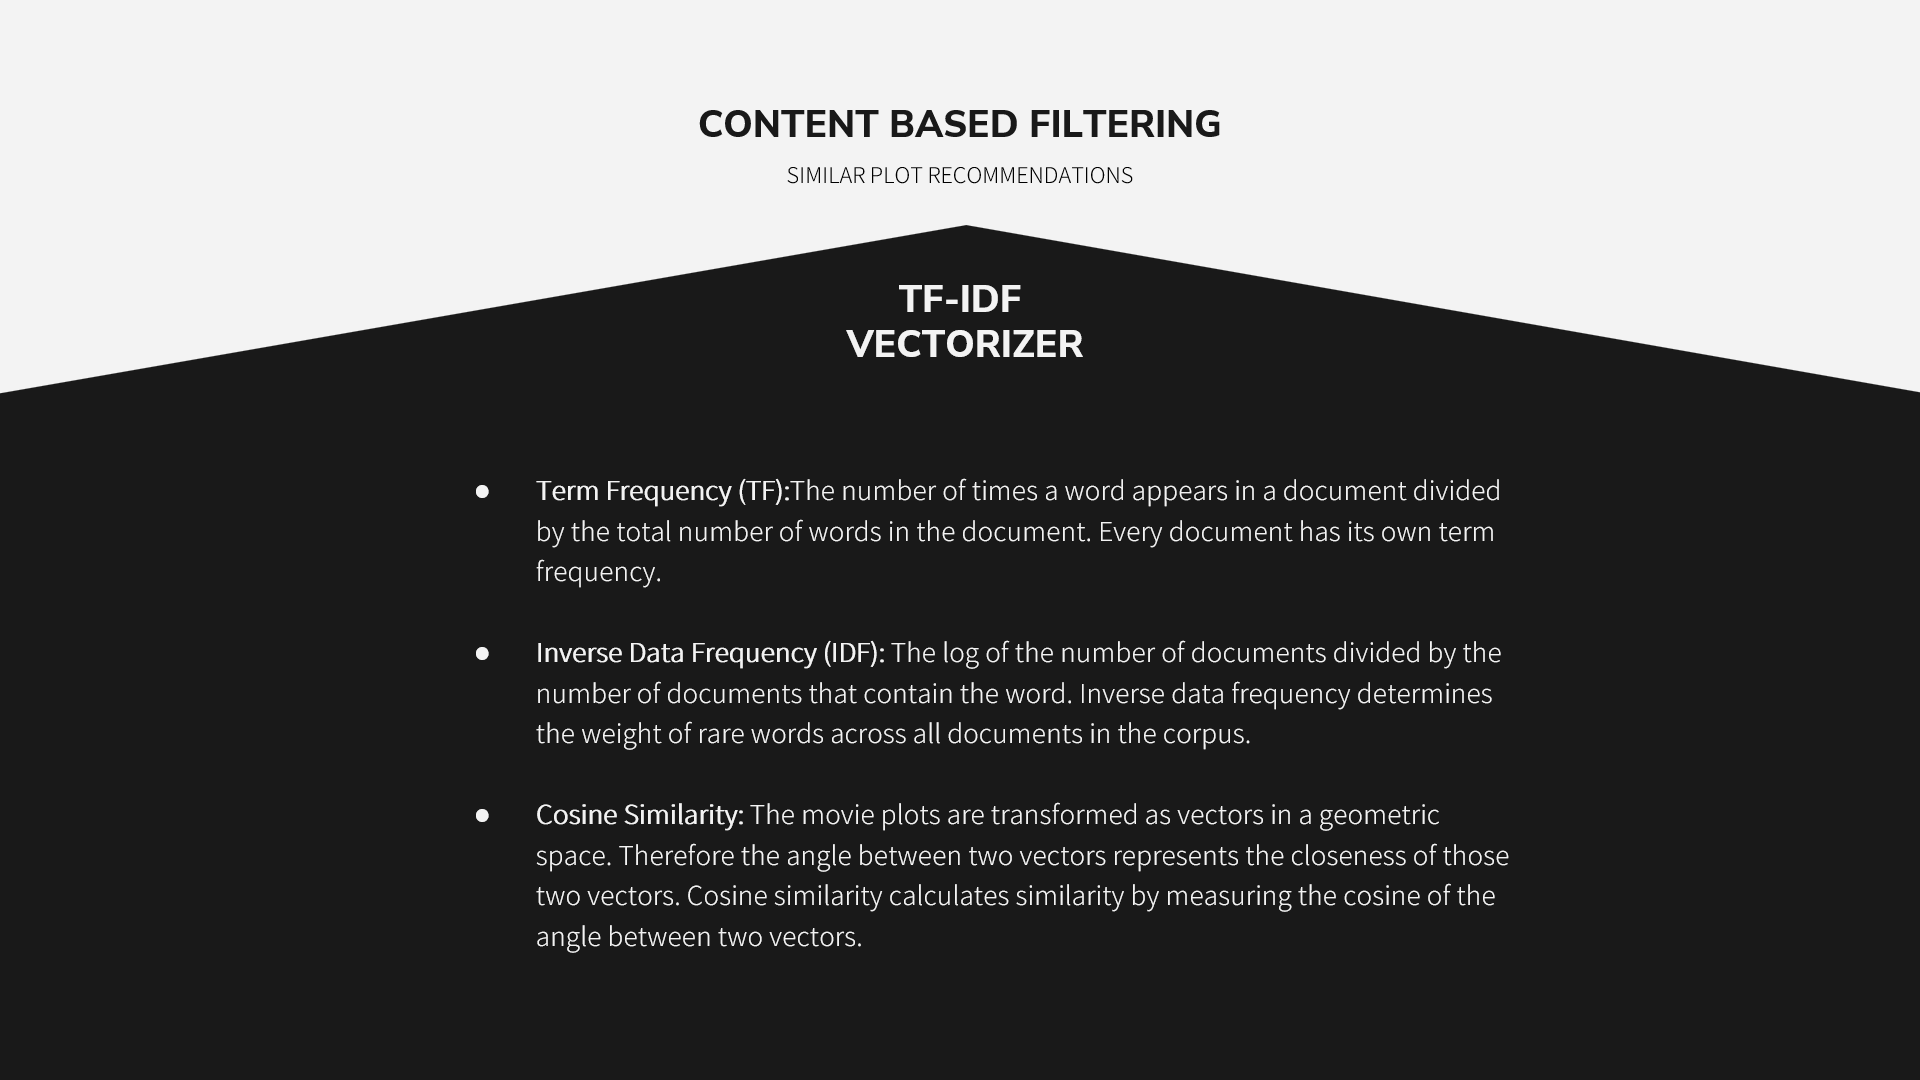 CONTENT BASED FILTERING
SIMILAR PLOT RECOMMENDATIONS
TF-IDF
VECTORIZER
● Term Frequency (TF):The number of times a word appears in a document divided
by the total number of words in the document. Every document has its own term
frequency.
● Inverse Data Frequency (IDF): The log of the number of documents divided by the
number of documents that contain the word. Inverse data frequency determines
the weight of rare words across all documents in the corpus.
● Cosine Similarity: The movie plots are transformed as vectors in a geometric
space. Therefore the angle between two vectors represents the closeness of those
two vectors. Cosine similarity calculates similarity by measuring the cosine of the
angle between two vectors.